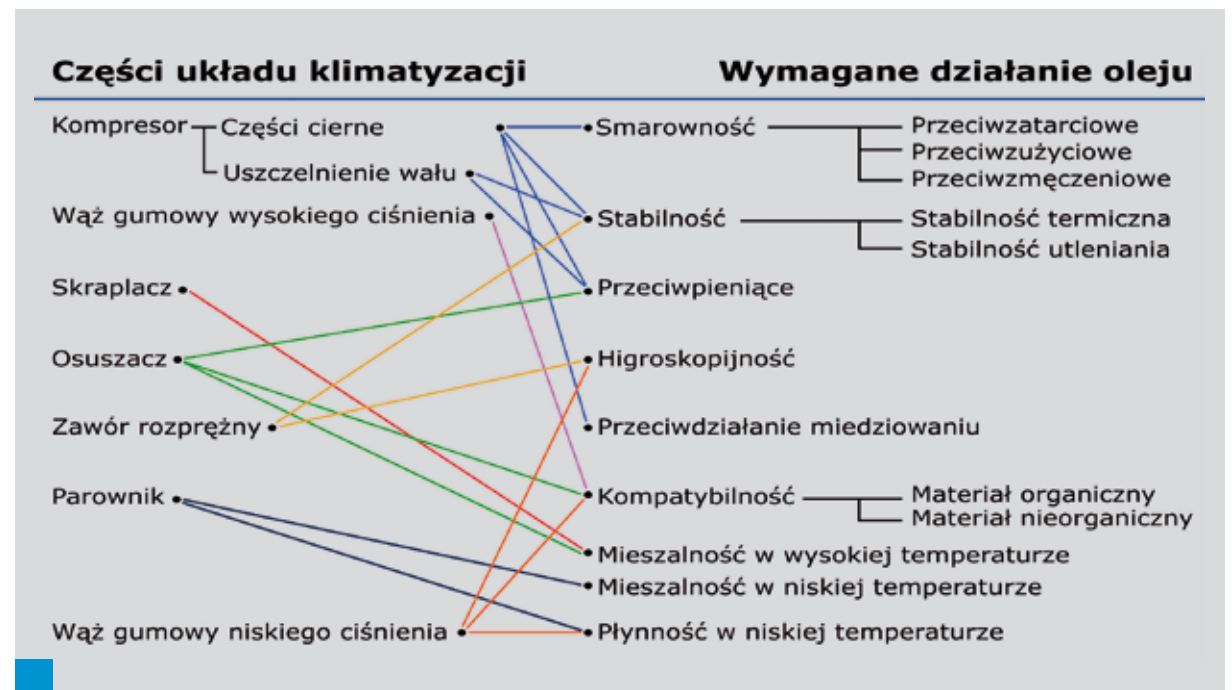 Części układu klimatyzacji
Wymagane działanie oleju
Kompresor
Części cierne
Uszczelnienie wału
Wąż gumowy wysokiego ciśnienia
Skraplacz
Osuszacz
Zawór rozprężny
Parownik
Wąż gumowy niskiego ciśnienia
Smarowność
Przeciwzatarciowe
Przeciwzużyciowe
Przeciwzmęczeniowe
Stabilność
Stabilność termiczna
Stabilność utleniania
Przeciwpieniące
Higroskopijność
Przeciwdziałanie miedziowaniu
Kompatybilność
Materiał organiczny
Materiał nieorganiczny
Mieszalność w wysokiej temperaturze
Mieszalność w niskiej temperaturze
Płynność w niskiej temperaturze